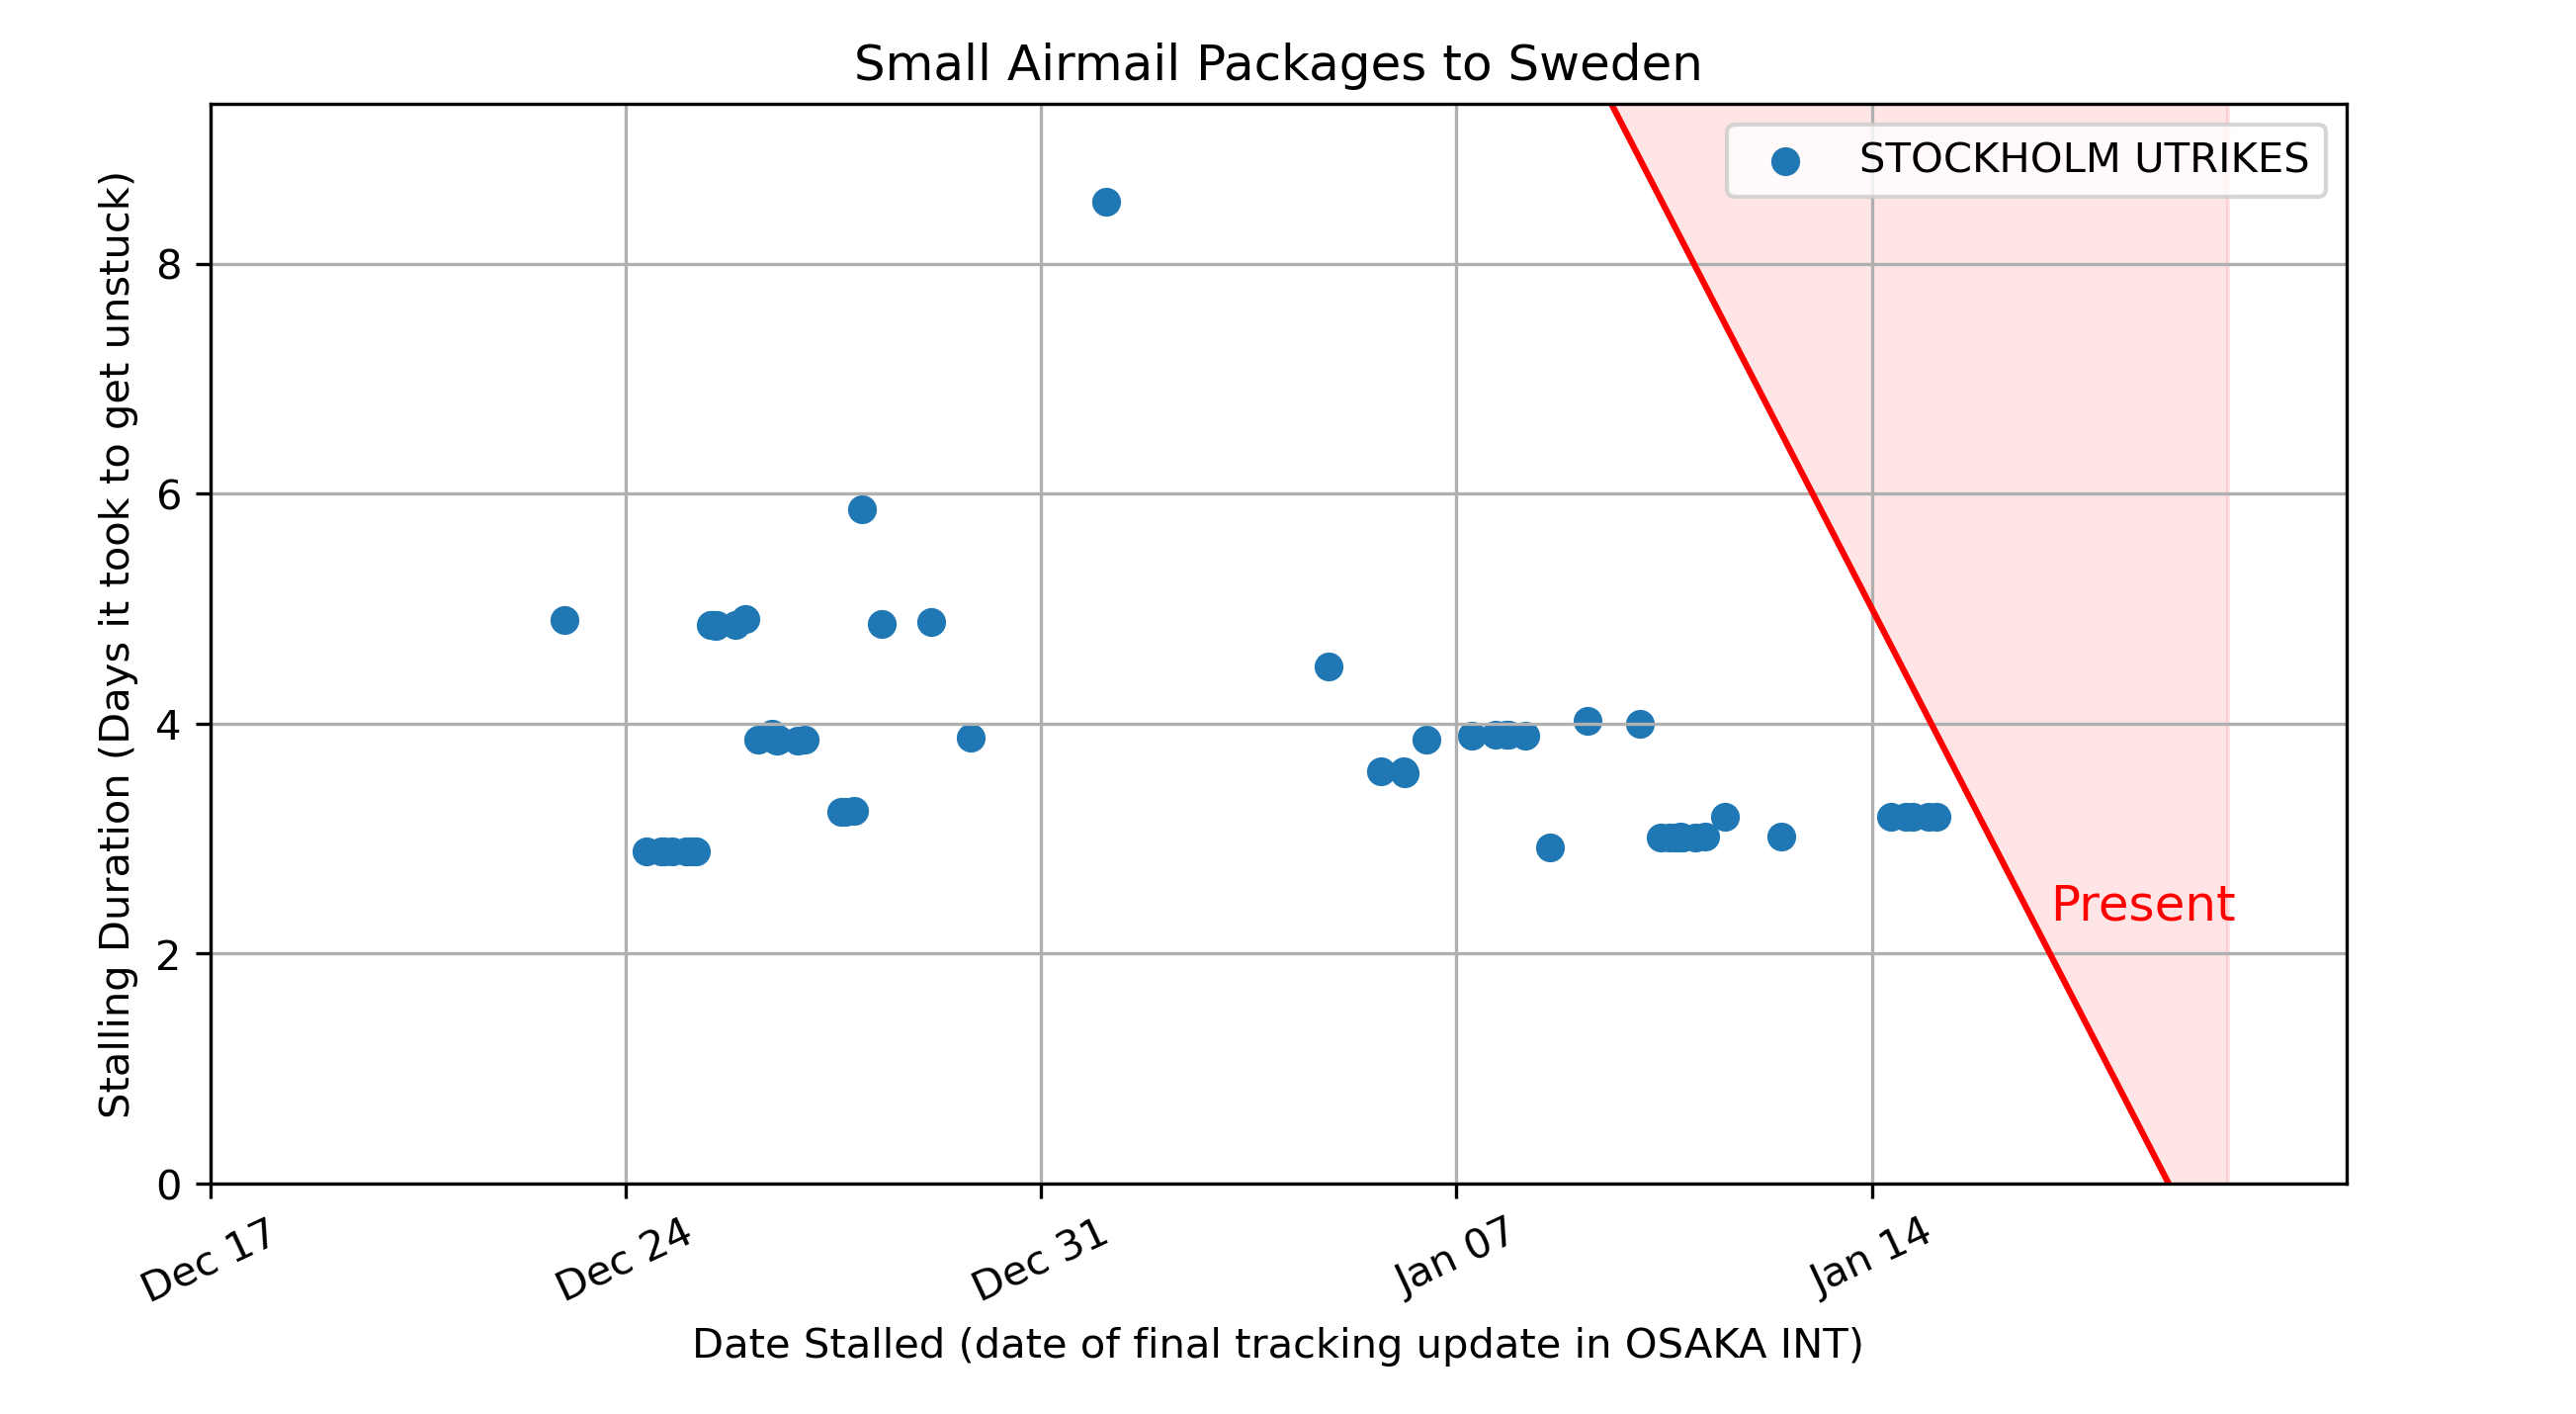 Small Airmail Packages to Sweden
STOCKHOLM UTRIKES
Stalling Duration (Days it took to get unstuck)
8
6
4
2
0
Present
Dec 17
Dec 24
Dec 31
Jan 07
Jan 14
Date Stalled (date of final tracking update in OSAKA INT)